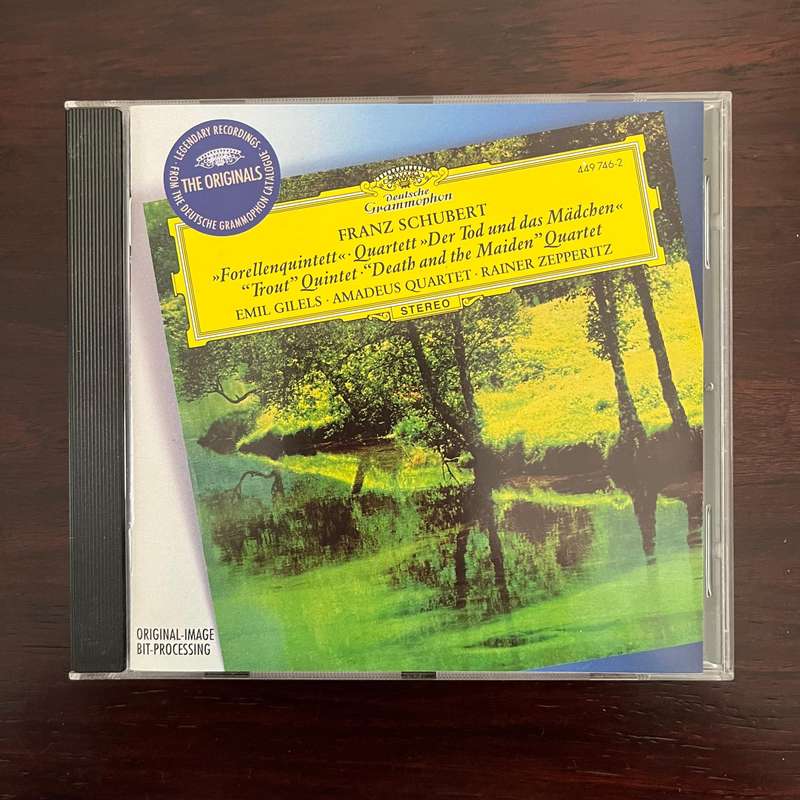 LEGENDARY RECORDINGS
THE ORIGINALS
FROM THE DEUTSCHE GRAMMOPHON CATALOGUE
449 746-2
Deutsche
Grammophon
FRANZ SCHUBERT
»Forellenquintett« · Quartett »Der Tod und das Mädchen«
“Trout” Quintet · “Death and the Maiden” Quartet
EMIL GILELS · AMADEUS QUARTET · RAINER ZEPPERITZ
STEREO
ORIGINAL-IMAGE
BIT-PROCESSING